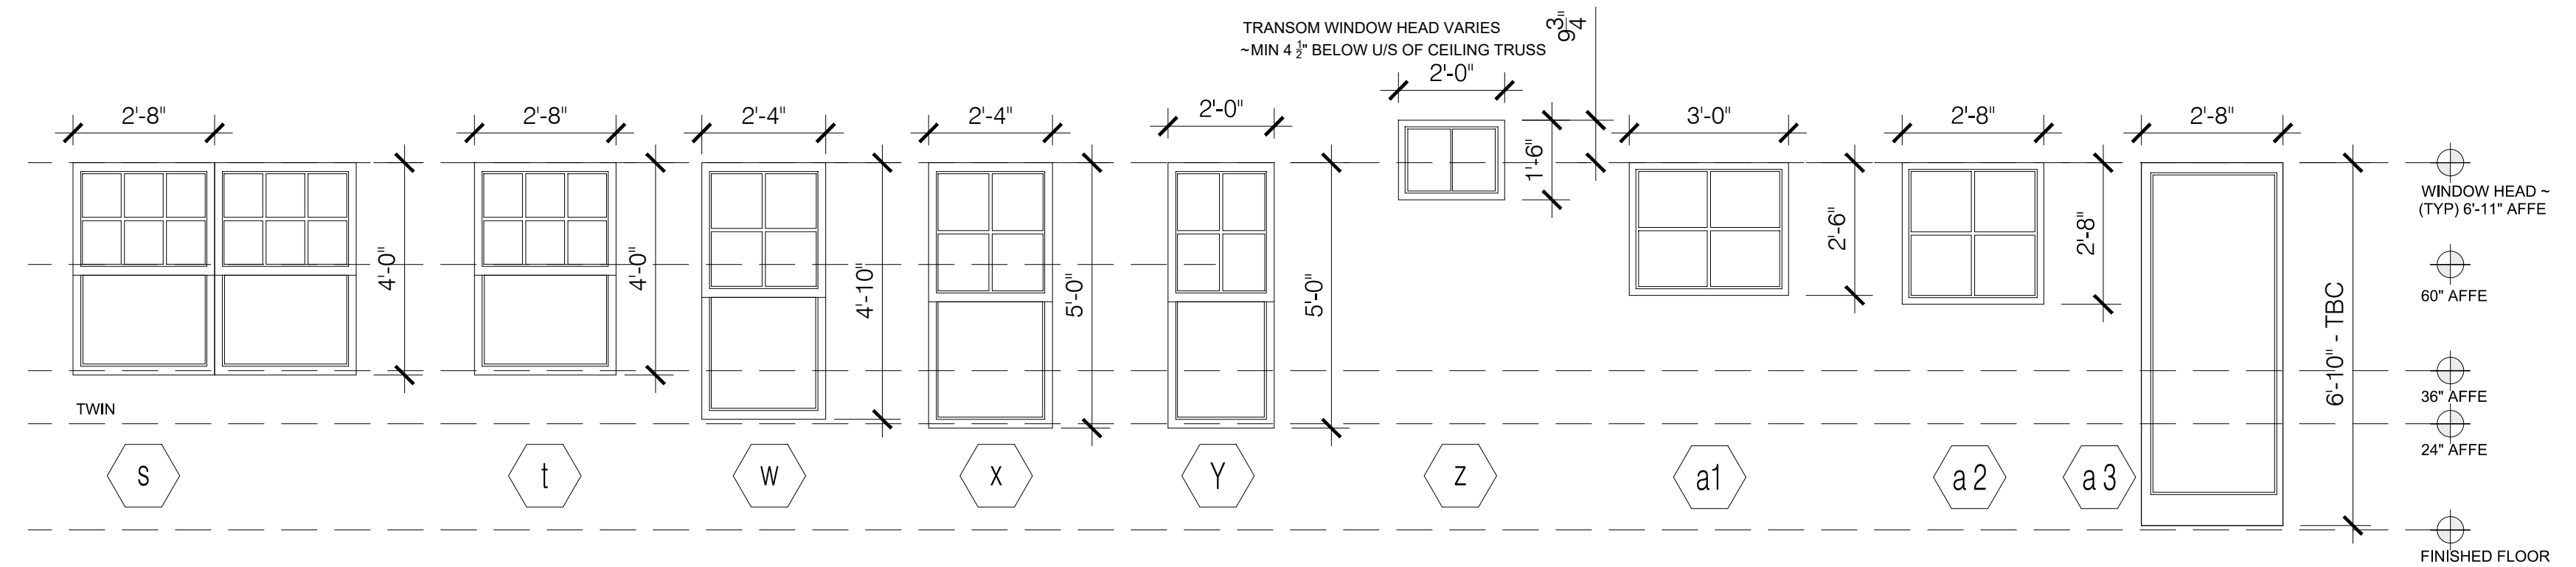 TRANSOM WINDOW HEAD VARIES
~MIN 4 1/2" BELOW U/S OF CEILING TRUSS
9 3/4"
2'-8"
2'-8"
2'-4"
2'-4"
2'-0"
2'-0"
3'-0"
2'-8"
2'-8"
4'-0"
4'-0"
4'-10"
5'-0"
5'-0"
1'-6"
2'-6"
2'-8"
6'-10" - TBC
WINDOW HEAD ~
(TYP) 6'-11" AFFE
60" AFFE
36" AFFE
24" AFFE
FINISHED FLOOR
TWIN
s
t
w
x
Y
z
a1
a2
a3